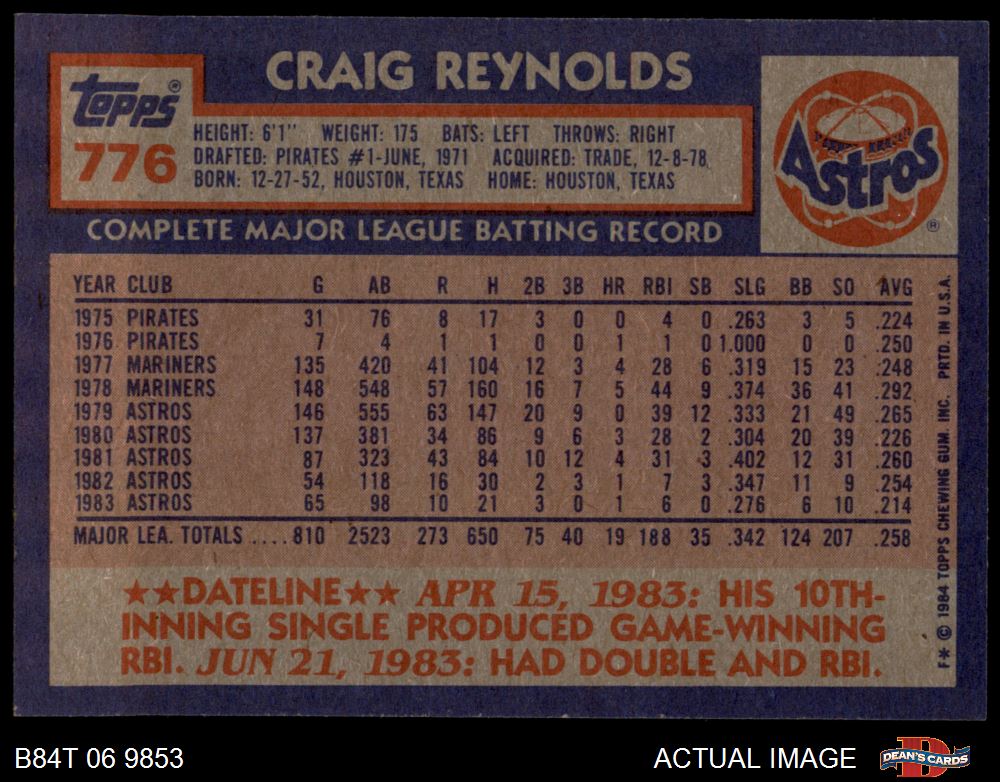 CRAIG REYNOLDS
Topps®
776
HEIGHT: 6'1" WEIGHT: 175 BATS: LEFT THROWS: RIGHT
DRAFTED: PIRATES #1-JUNE, 1971 ACQUIRED: TRADE, 12-8-78
BORN: 12-27-52, HOUSTON, TEXAS HOME: HOUSTON, TEXAS
Astros
®
COMPLETE MAJOR LEAGUE BATTING RECORD
YEAR CLUB G AB R H 2B 3B HR RBI SB SLG BB SO AVG
1975 PIRATES 31 76 8 17 3 0 0 4 0 .263 3 5 .224
1976 PIRATES 7 4 1 1 0 0 1 1 0 1.000 0 0 .250
1977 MARINERS 135 420 41 104 12 3 4 28 6 .319 15 23 .248
1978 MARINERS 148 548 57 160 16 7 5 44 9 .374 36 41 .292
1979 ASTROS 146 555 63 147 20 9 0 39 12 .333 21 49 .265
1980 ASTROS 137 381 34 86 9 6 3 28 2 .304 20 39 .226
1981 ASTROS 87 323 43 84 10 12 4 31 3 .402 12 31 .260
1982 ASTROS 54 118 16 30 2 3 1 7 3 .347 11 9 .254
1983 ASTROS 65 98 10 21 3 0 1 6 0 .276 6 10 .214
MAJOR LEA. TOTALS ....810 2523 273 650 75 40 19 188 35 .342 124 207 .258
★★DATELINE★★ APR 15, 1983: HIS 10TH-
INNING SINGLE PRODUCED GAME-WINNING
RBI. JUN 21, 1983: HAD DOUBLE AND RBI.
F* © 1984 TOPPS CHEWING GUM, INC. PRTD. IN U.S.A.
B84T 06 9853
ACTUAL IMAGE
DEAN'S CARDS